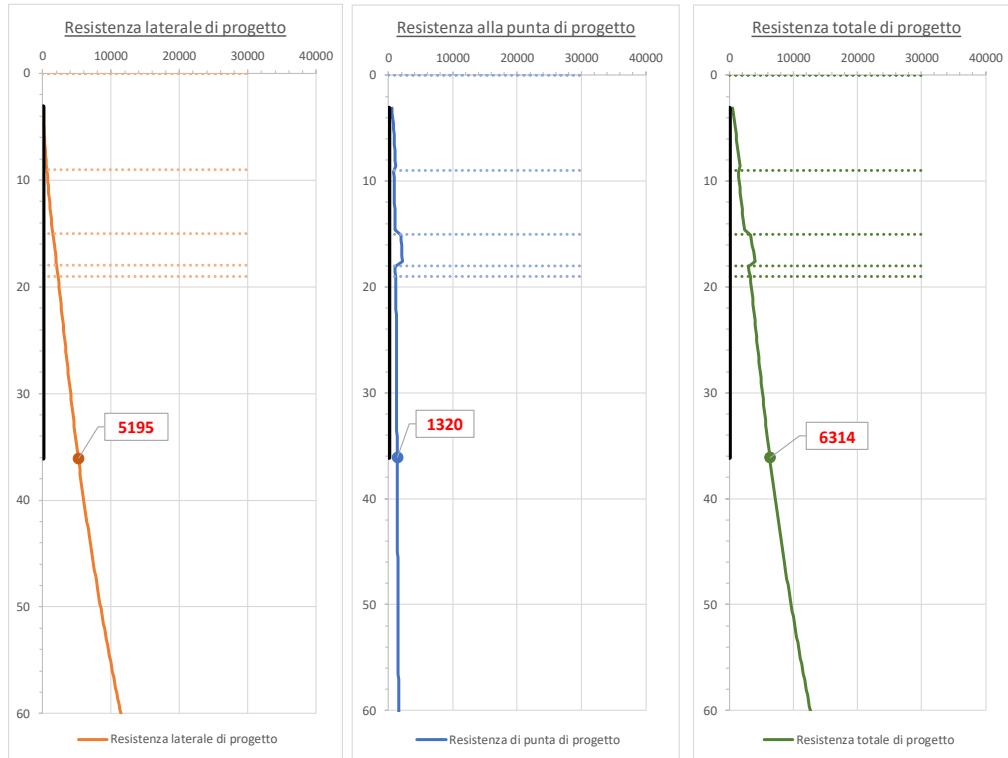 Resistenza laterale di progetto
0 10000 20000 30000 40000
0
10
20
30
40
50
60
5195
Resistenza laterale di progetto
Resistenza alla punta di progetto
0 10000 20000 30000 40000
0
10
20
30
40
50
60
1320
Resistenza di punta di progetto
Resistenza totale di progetto
0 10000 20000 30000 40000
0
10
20
30
40
50
60
6314
Resistenza totale di progetto